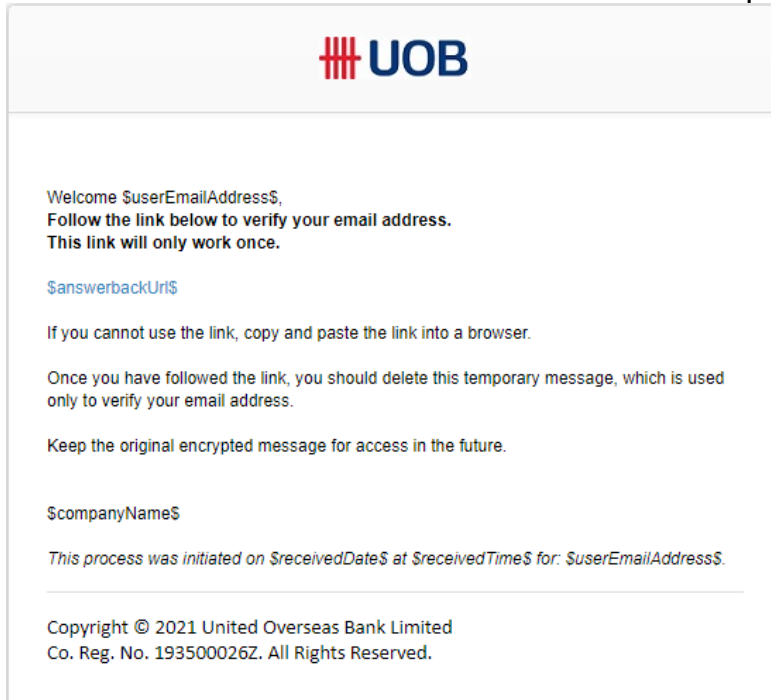 UOB
Welcome $userEmailAddress$,
Follow the link below to verify your email address.
This link will only work once.
$answerbackUrl$
If you cannot use the link, copy and paste the link into a browser.
Once you have followed the link, you should delete this temporary message, which is used
only to verify your email address.
Keep the original encrypted message for access in the future.
$companyName$
This process was initiated on $receivedDate$ at $receivedTime$ for: $userEmailAddress$.
Copyright © 2021 United Overseas Bank Limited
Co. Reg. No. 193500026Z. All Rights Reserved.